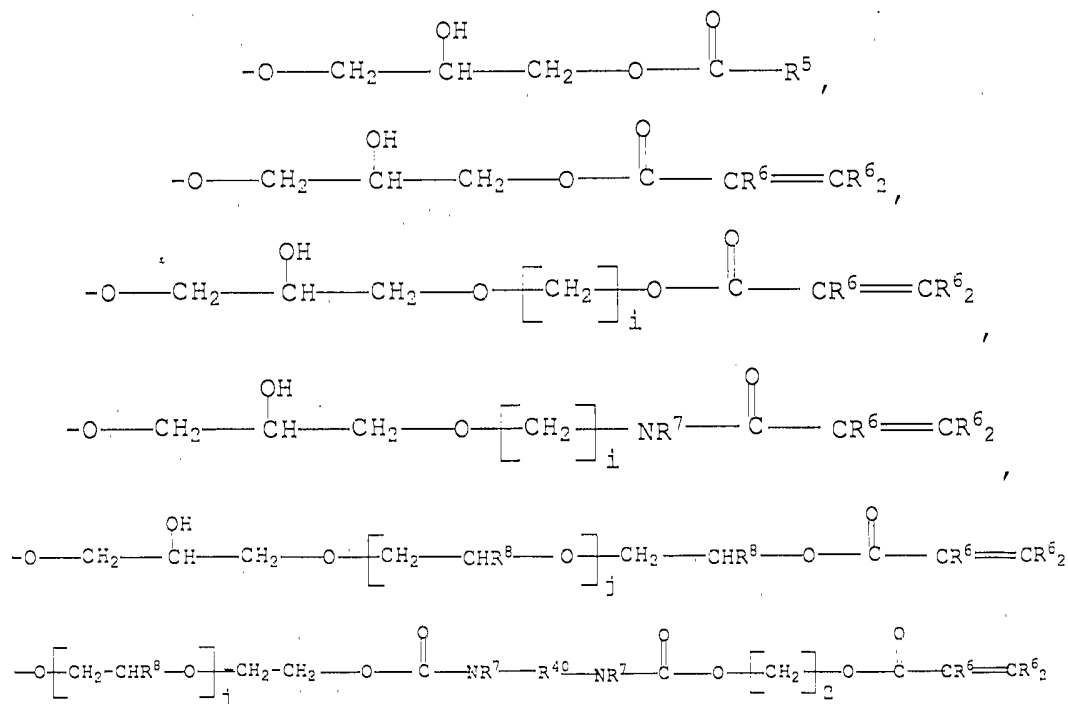 OH O
-O—CH₂—CH—CH₂—O—C—R⁵,
OH O
-O—CH₂—CH—CH₂—O—C—CR⁶=CR⁶₂,
OH O
-O—CH₂—CH—CH₂—O—[CH₂]i—O—C—CR⁶=CR⁶₂,
OH O
-O—CH₂—CH—CH₂—O—[CH₂]i—NR⁷—C—CR⁶=CR⁶₂,
OH O
-O—CH₂—CH—CH₂—O—[CH₂—CHR⁸—O]j—CH₂—CHR⁸—O—C—CR⁶=CR⁶₂
O O O
-O—[CH₂—CHR⁸—O]—CH₂—CH₂—O—C—NR⁷—R⁴⁰—NR⁷—C—O—[CH₂]₂—O—C—CR⁶=CR⁶₂